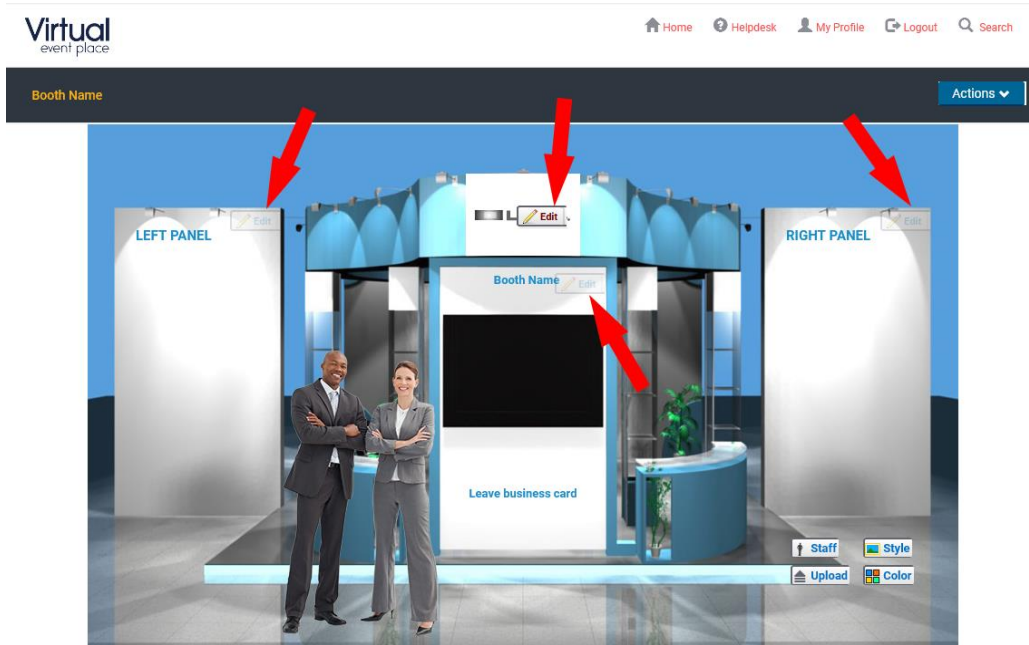 Virtual
event place
Home Helpdesk My Profile Logout Search
Booth Name
Actions
Edit
Edit
Edit
LEFT PANEL
RIGHT PANEL
Booth Name
Edit
Leave business card
Staff Style
Upload Color